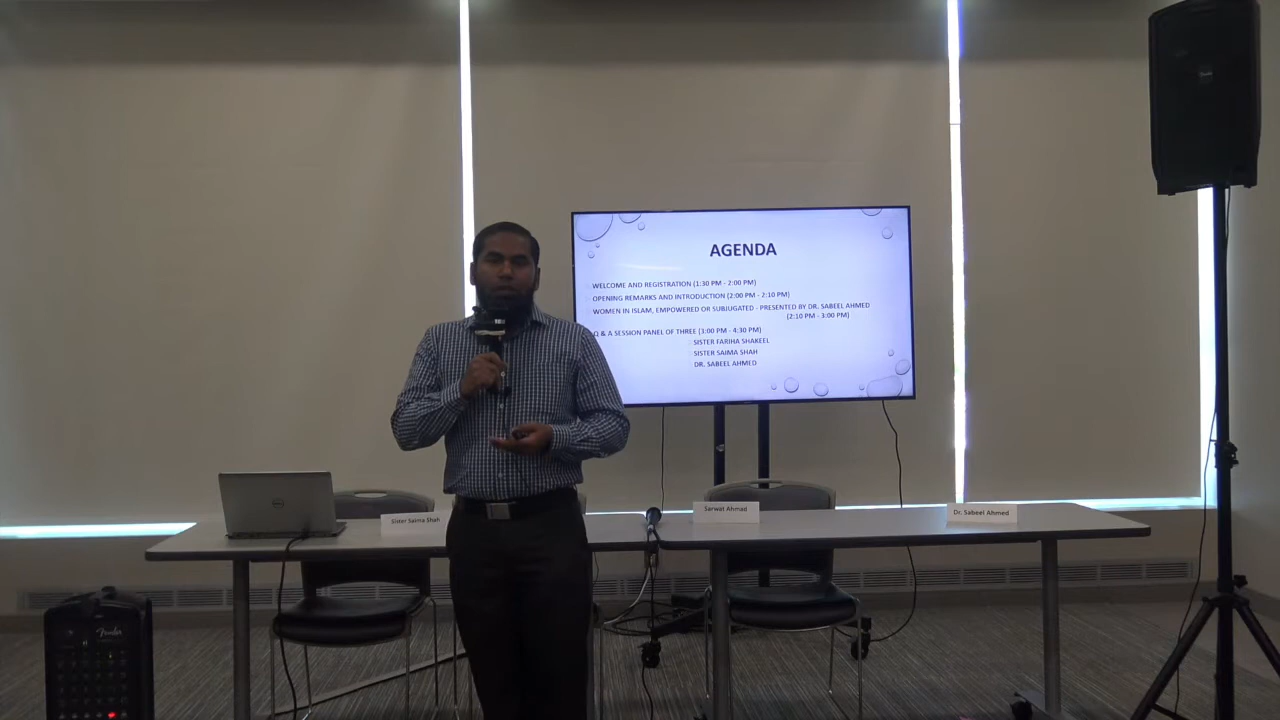 AGENDA
WELCOME AND REGISTRATION (1:30 PM - 2:00 PM)
OPENING REMARKS AND INTRODUCTION (2:00 PM - 2:10 PM)
WOMEN IN ISLAM, EMPOWERED OR SUBJUGATED - PRESENTED BY DR. SABEEL AHMED
(2:10 PM - 3:00 PM)
Q & A SESSION PANEL OF THREE (1:00 PM - 4:30 PM)
SISTER FARIHA SHAKEEL
SISTER SAIMA SHAH
DR. SABEEL AHMED
Sister Saima Shah
Sarwat Ahmad
Dr. Sabeel Ahmed
Fender